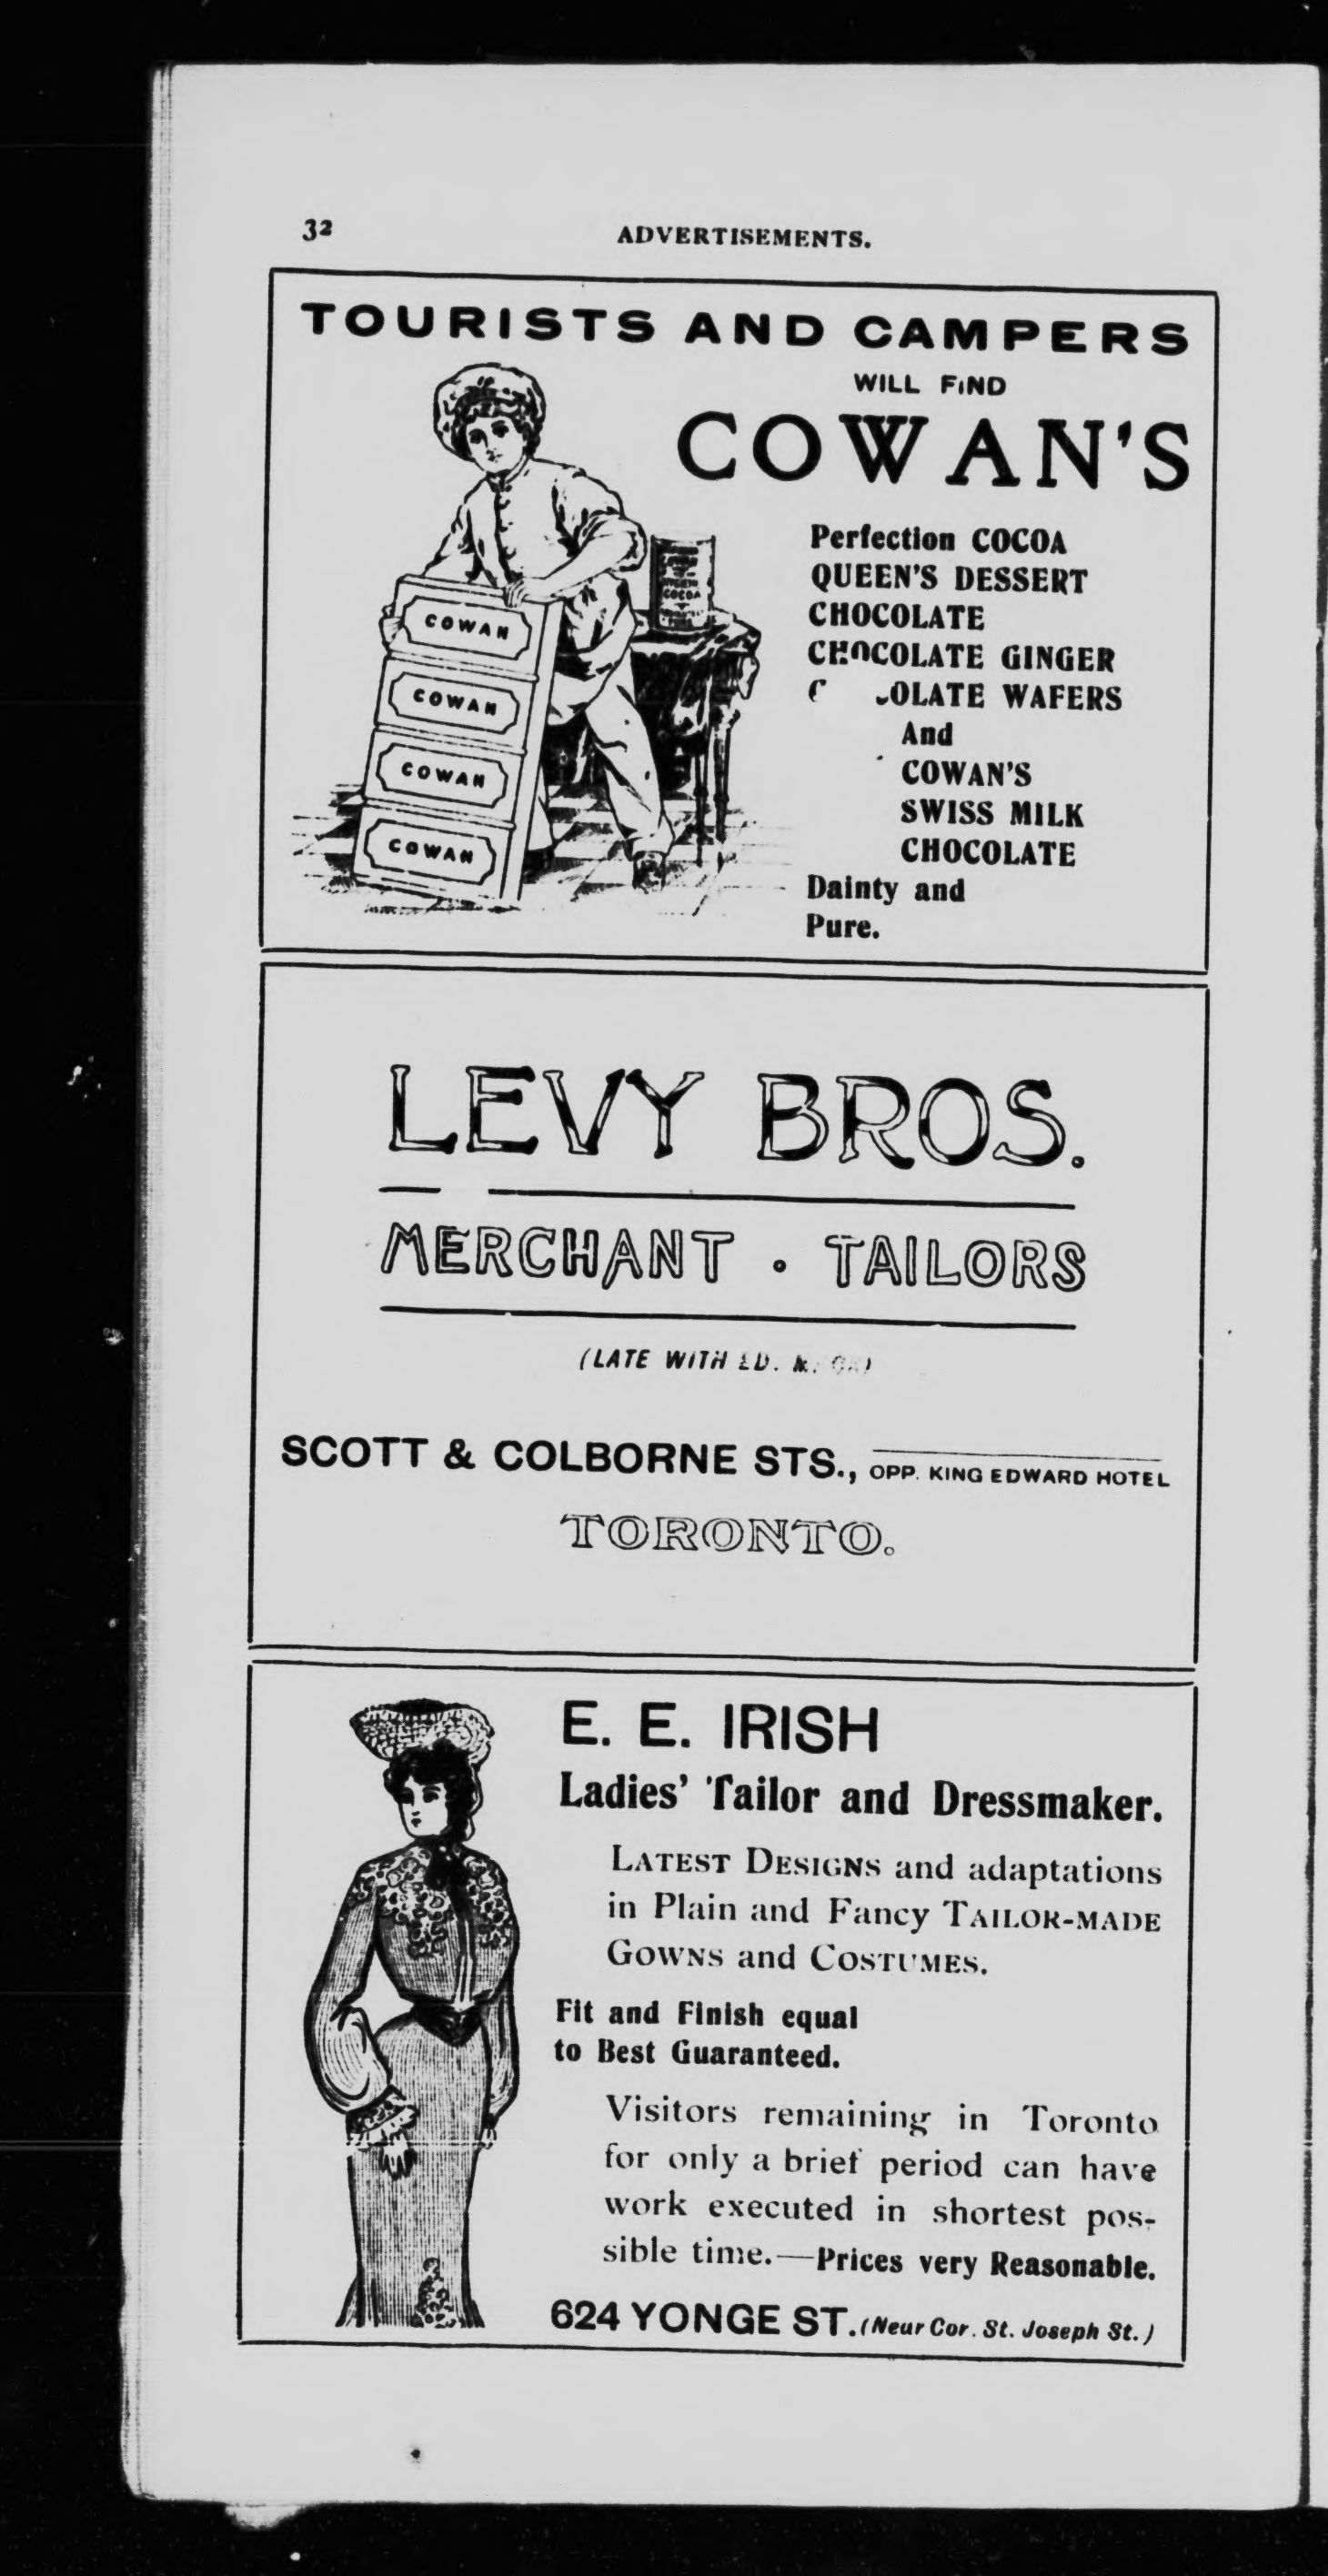 32
ADVERTISEMENTS.
TOURISTS AND CAMPERS
WILL FIND
COWAN'S
Perfection COCOA
QUEEN'S DESSERT
CHOCOLATE
CHOCOLATE GINGER
WAFERS
And
COWAN'S
SWISS MILK
CHOCOLATE
Dainty and
Pure.
COCOA
COWAN
COWAN
COWAN
COWAN
LEVY BROS.
MERCHANT • TAILORS
(LATE WITH ED.
SCOTT & COLBORNE STS., OPP. KING EDWARD HOTEL
TORONTO.
E. E. IRISH
Ladies' Tailor and Dressmaker.
LATEST DESIGNS and adaptations
in Plain and Fancy TAILOR-MADE
GOWNS and COSTUMES.
Fit and Finish equal
to Best Guaranteed.
Visitors remaining in Toronto
for only a brief period can have
work executed in shortest pos-
sible time.—Prices very Reasonable.
624 YONGE ST. (Near Cor. St. Joseph St.)